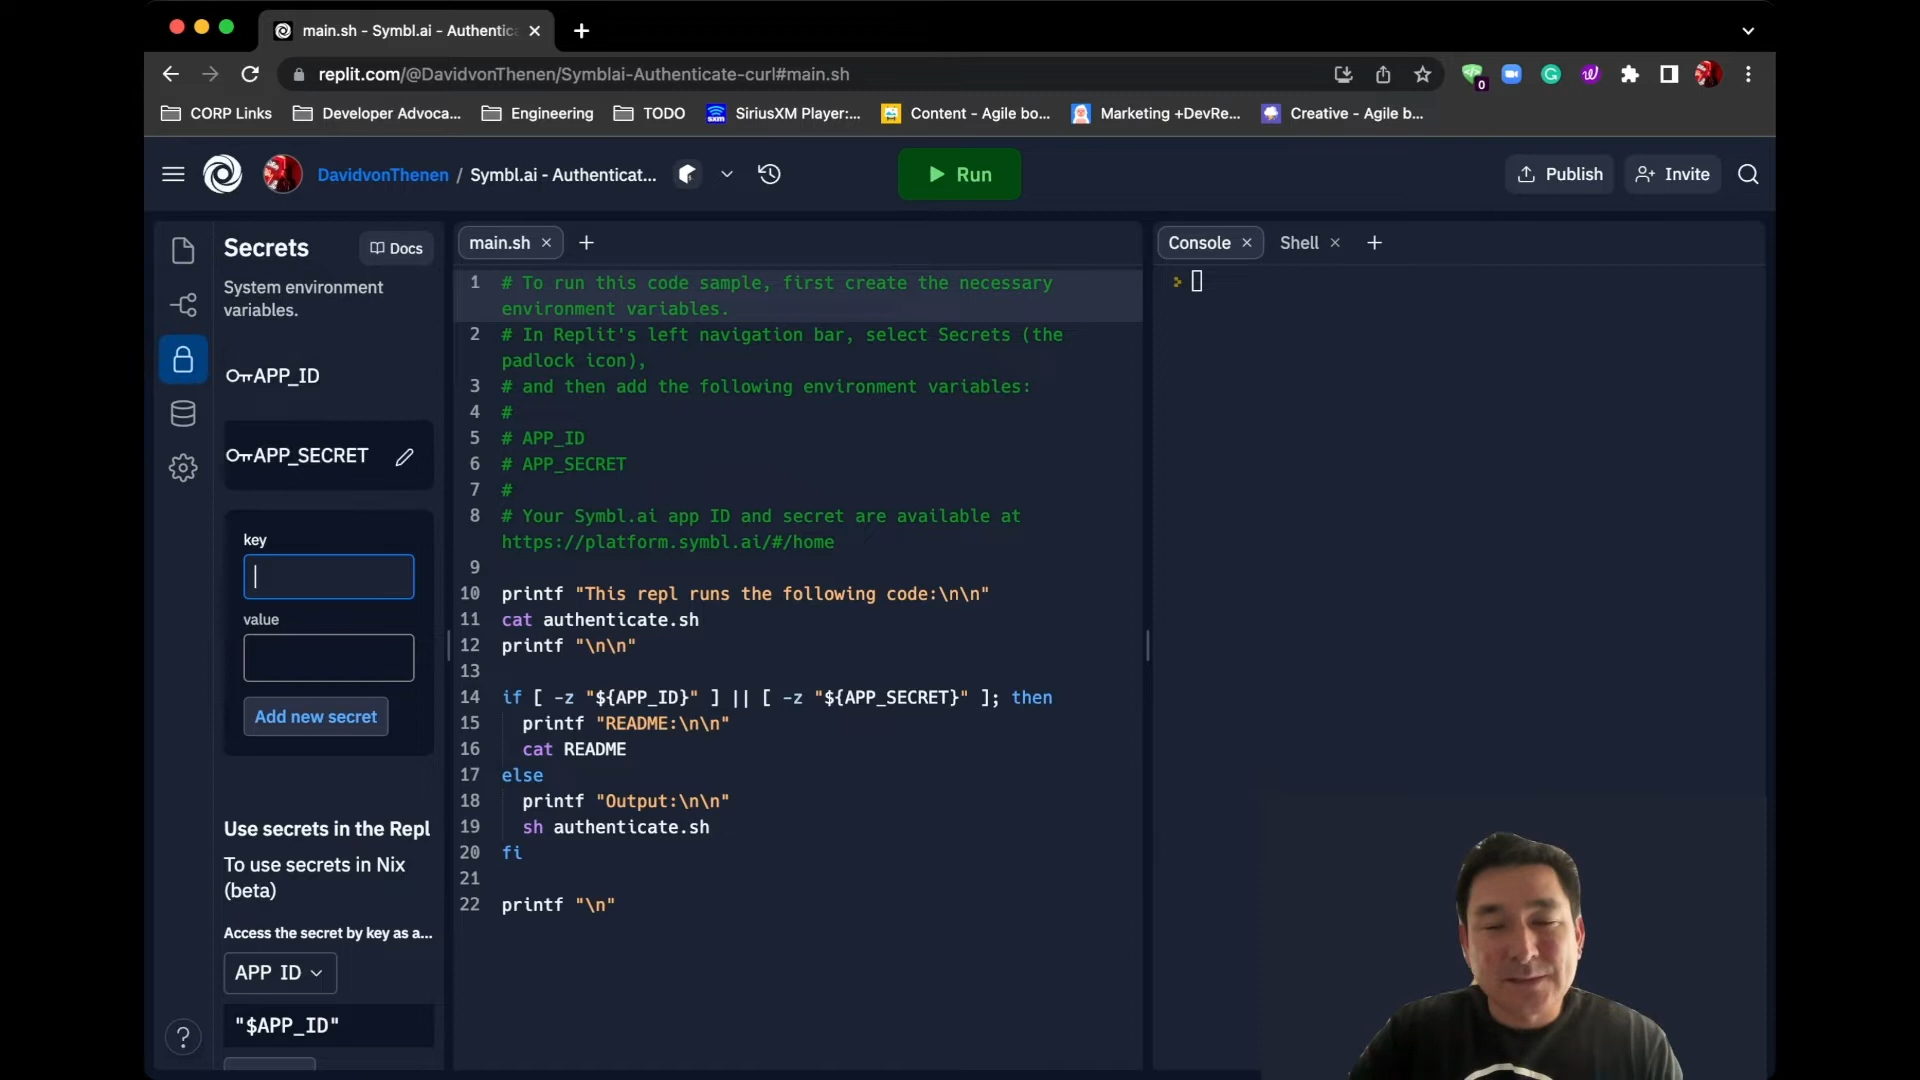 main.sh - Symbl.ai - Authentic
replit.com/@DavidvonThenen/Symblai-Authenticate-curl#main.sh
0
CORP Links
Developer Advoca...
Engineering
TODO
SiriusXM Player:...
Content - Agile bo...
Marketing +DevRe...
Creative - Agile b...
DavidvonThenen / Symbl.ai - Authenticat...
Run
Publish
Invite
Secrets
Docs
System environment
variables.
APP_ID
APP_SECRET
key
value
Add new secret
Use secrets in the Repl
To use secrets in Nix
(beta)
Access the secret by key as a...
APP ID
"$APP_ID"
?
main.sh
1 # To run this code sample, first create the necessary
environment variables.
2 # In Replit's left navigation bar, select Secrets (the
padlock icon),
3 # and then add the following environment variables:
4 #
5 # APP_ID
6 # APP_SECRET
7 #
8 # Your Symbl.ai app ID and secret are available at
https://platform.symbl.ai/#/home
9
10 printf "This repl runs the following code:\n\n"
11 cat authenticate.sh
12 printf "\n\n"
13
14 if [ -z "${APP_ID}" ] || [ -z "${APP_SECRET}" ]; then
15 printf "README:\n\n"
16 cat README
17 else
18 printf "Output:\n\n"
19 sh authenticate.sh
20 fi
21
22 printf "\n"
Console
Shell